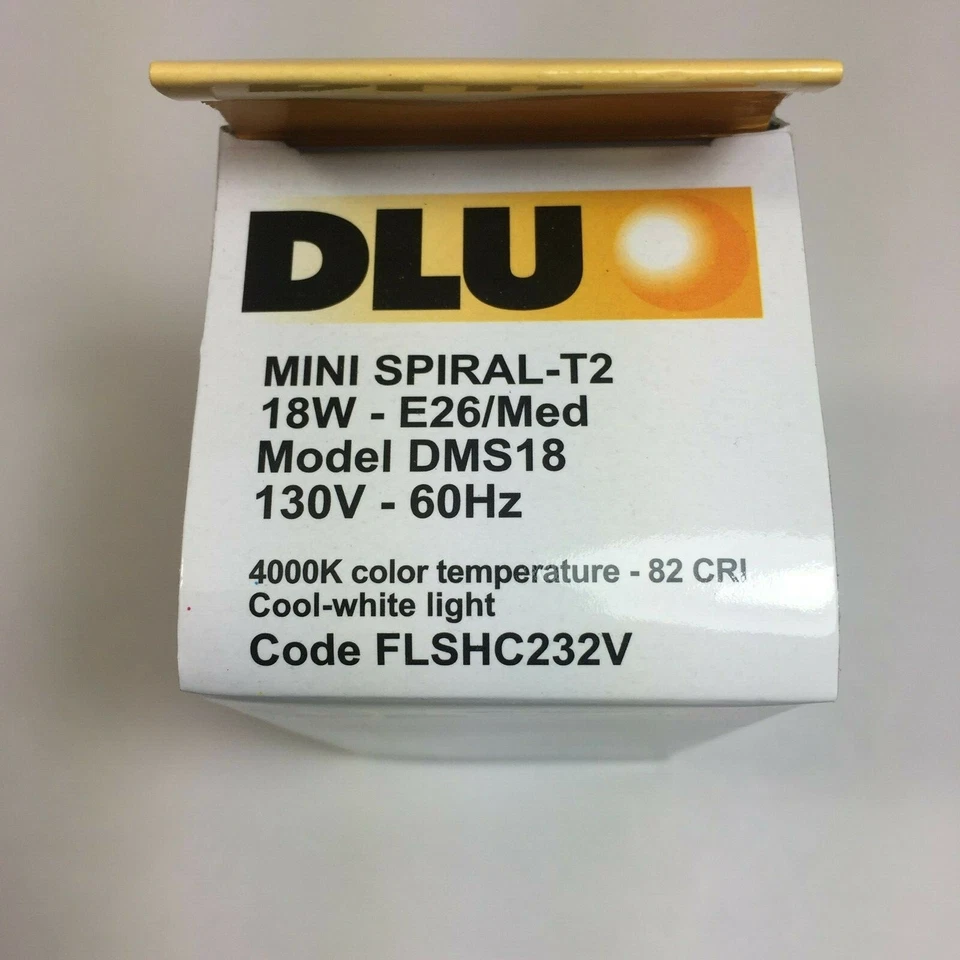 DLU
MINI SPIRAL-T2
18W - E26/Med
Model DMS18
130V - 60Hz
4000K color temperature - 82 CRI
Cool-white light
Code FLSHC232V